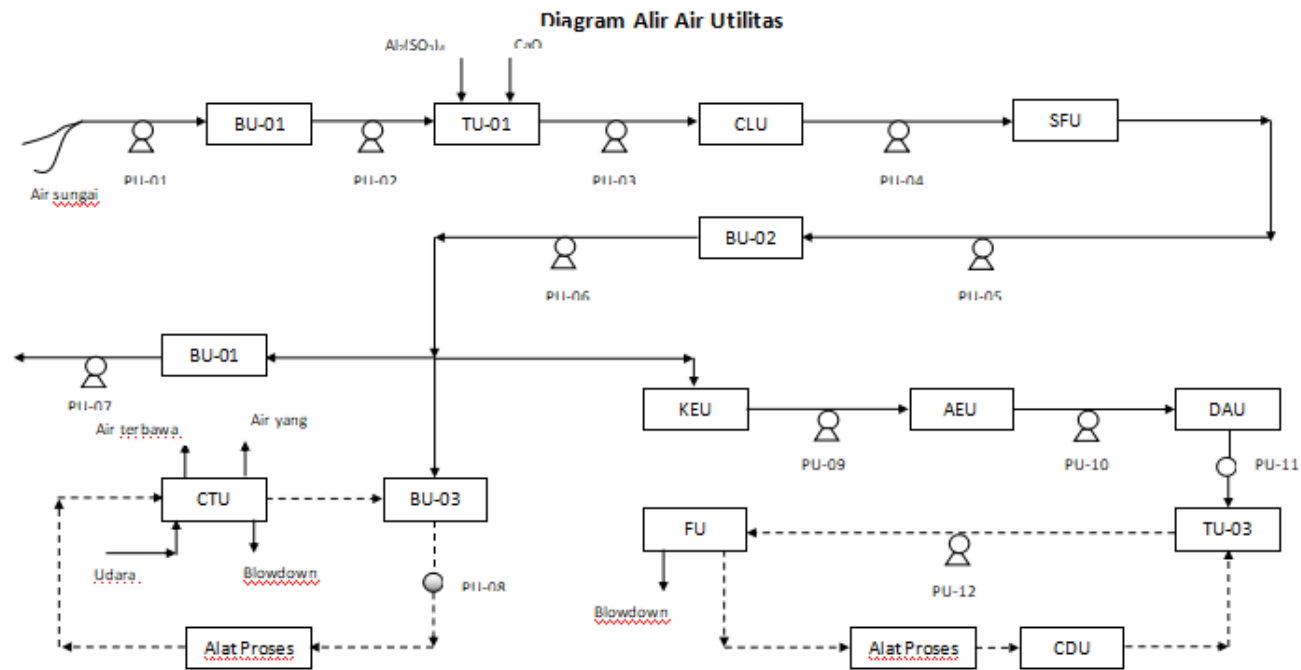 Diagram Alir Air Utilitas
Al₂(SO₃)₄
CaO
BU-01
TU-01
CLU
SFU
PU-01
PU-02
PU-03
PU-04
Air sungai
BU-02
PU-06
PU-05
BU-01
PU-07
KEU
AEU
DAU
Air terbawa
Air yang
PU-09
PU-10
PU-11
CTU
BU-03
FU
TU-03
Udara
Blowdown
PU-08
Blowdown
PU-12
Alat Proses
Alat Proses
CDU